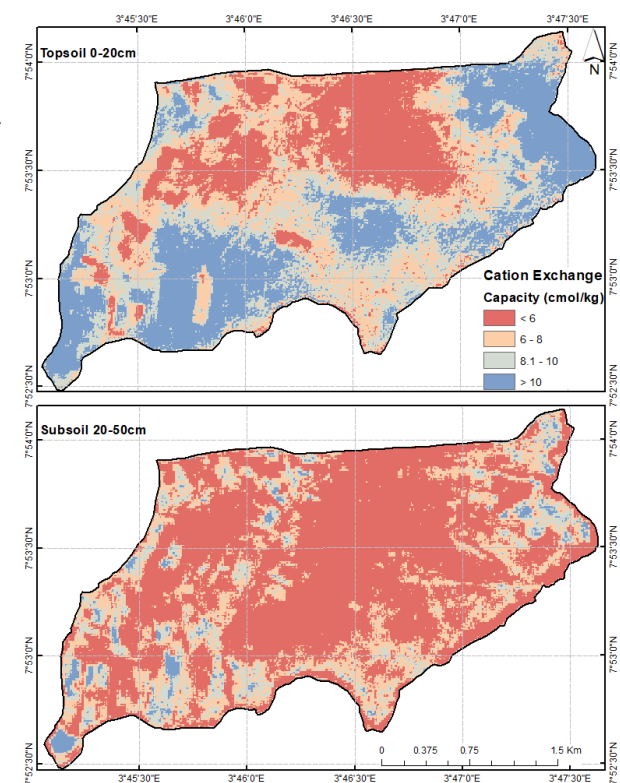 3°45'30"E 3°46'0"E 3°46'30"E 3°47'0"E 3°47'30"E
Topsoil 0-20cm
N
7°54'0"N 7°54'0"N
7°53'30"N 7°53'30"N
7°53'0"N 7°53'0"N
7°52'30"N 7°52'30"N
Cation Exchange
Capacity (cmol/kg)
< 6
6 - 8
8.1 - 10
> 10
Subsoil 20-50cm
7°54'0"N 7°54'0"N
7°53'30"N 7°53'30"N
7°53'0"N 7°53'0"N
7°52'30"N 7°52'30"N
0 0.375 0.75 1.5 Km
3°45'30"E 3°46'0"E 3°46'30"E 3°47'0"E 3°47'30"E